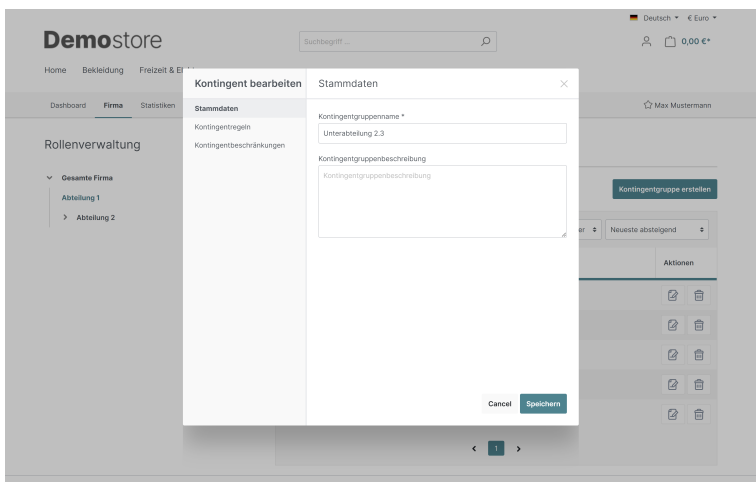 Deutsch
€ Euro
Demostore
Suchbegriff ...
0,00 €*
Home Bekleidung Freizeit &
Dashboard Firma Statistiken
Max Mustermann
Rollenverwaltung
Gesamte Firma
Abteilung 1
Abteilung 2
Kontingent bearbeiten
Stammdaten
Kontingentregeln
Kontingentbeschränkungen
Stammdaten
Kontingentgruppenname *
Unterabteilung 2.3
Kontingentgruppenbeschreibung
Kontingentgruppenbeschreibung
Cancel Speichern
Kontingentgruppe erstellen
er Neueste absteigend
Aktionen
1